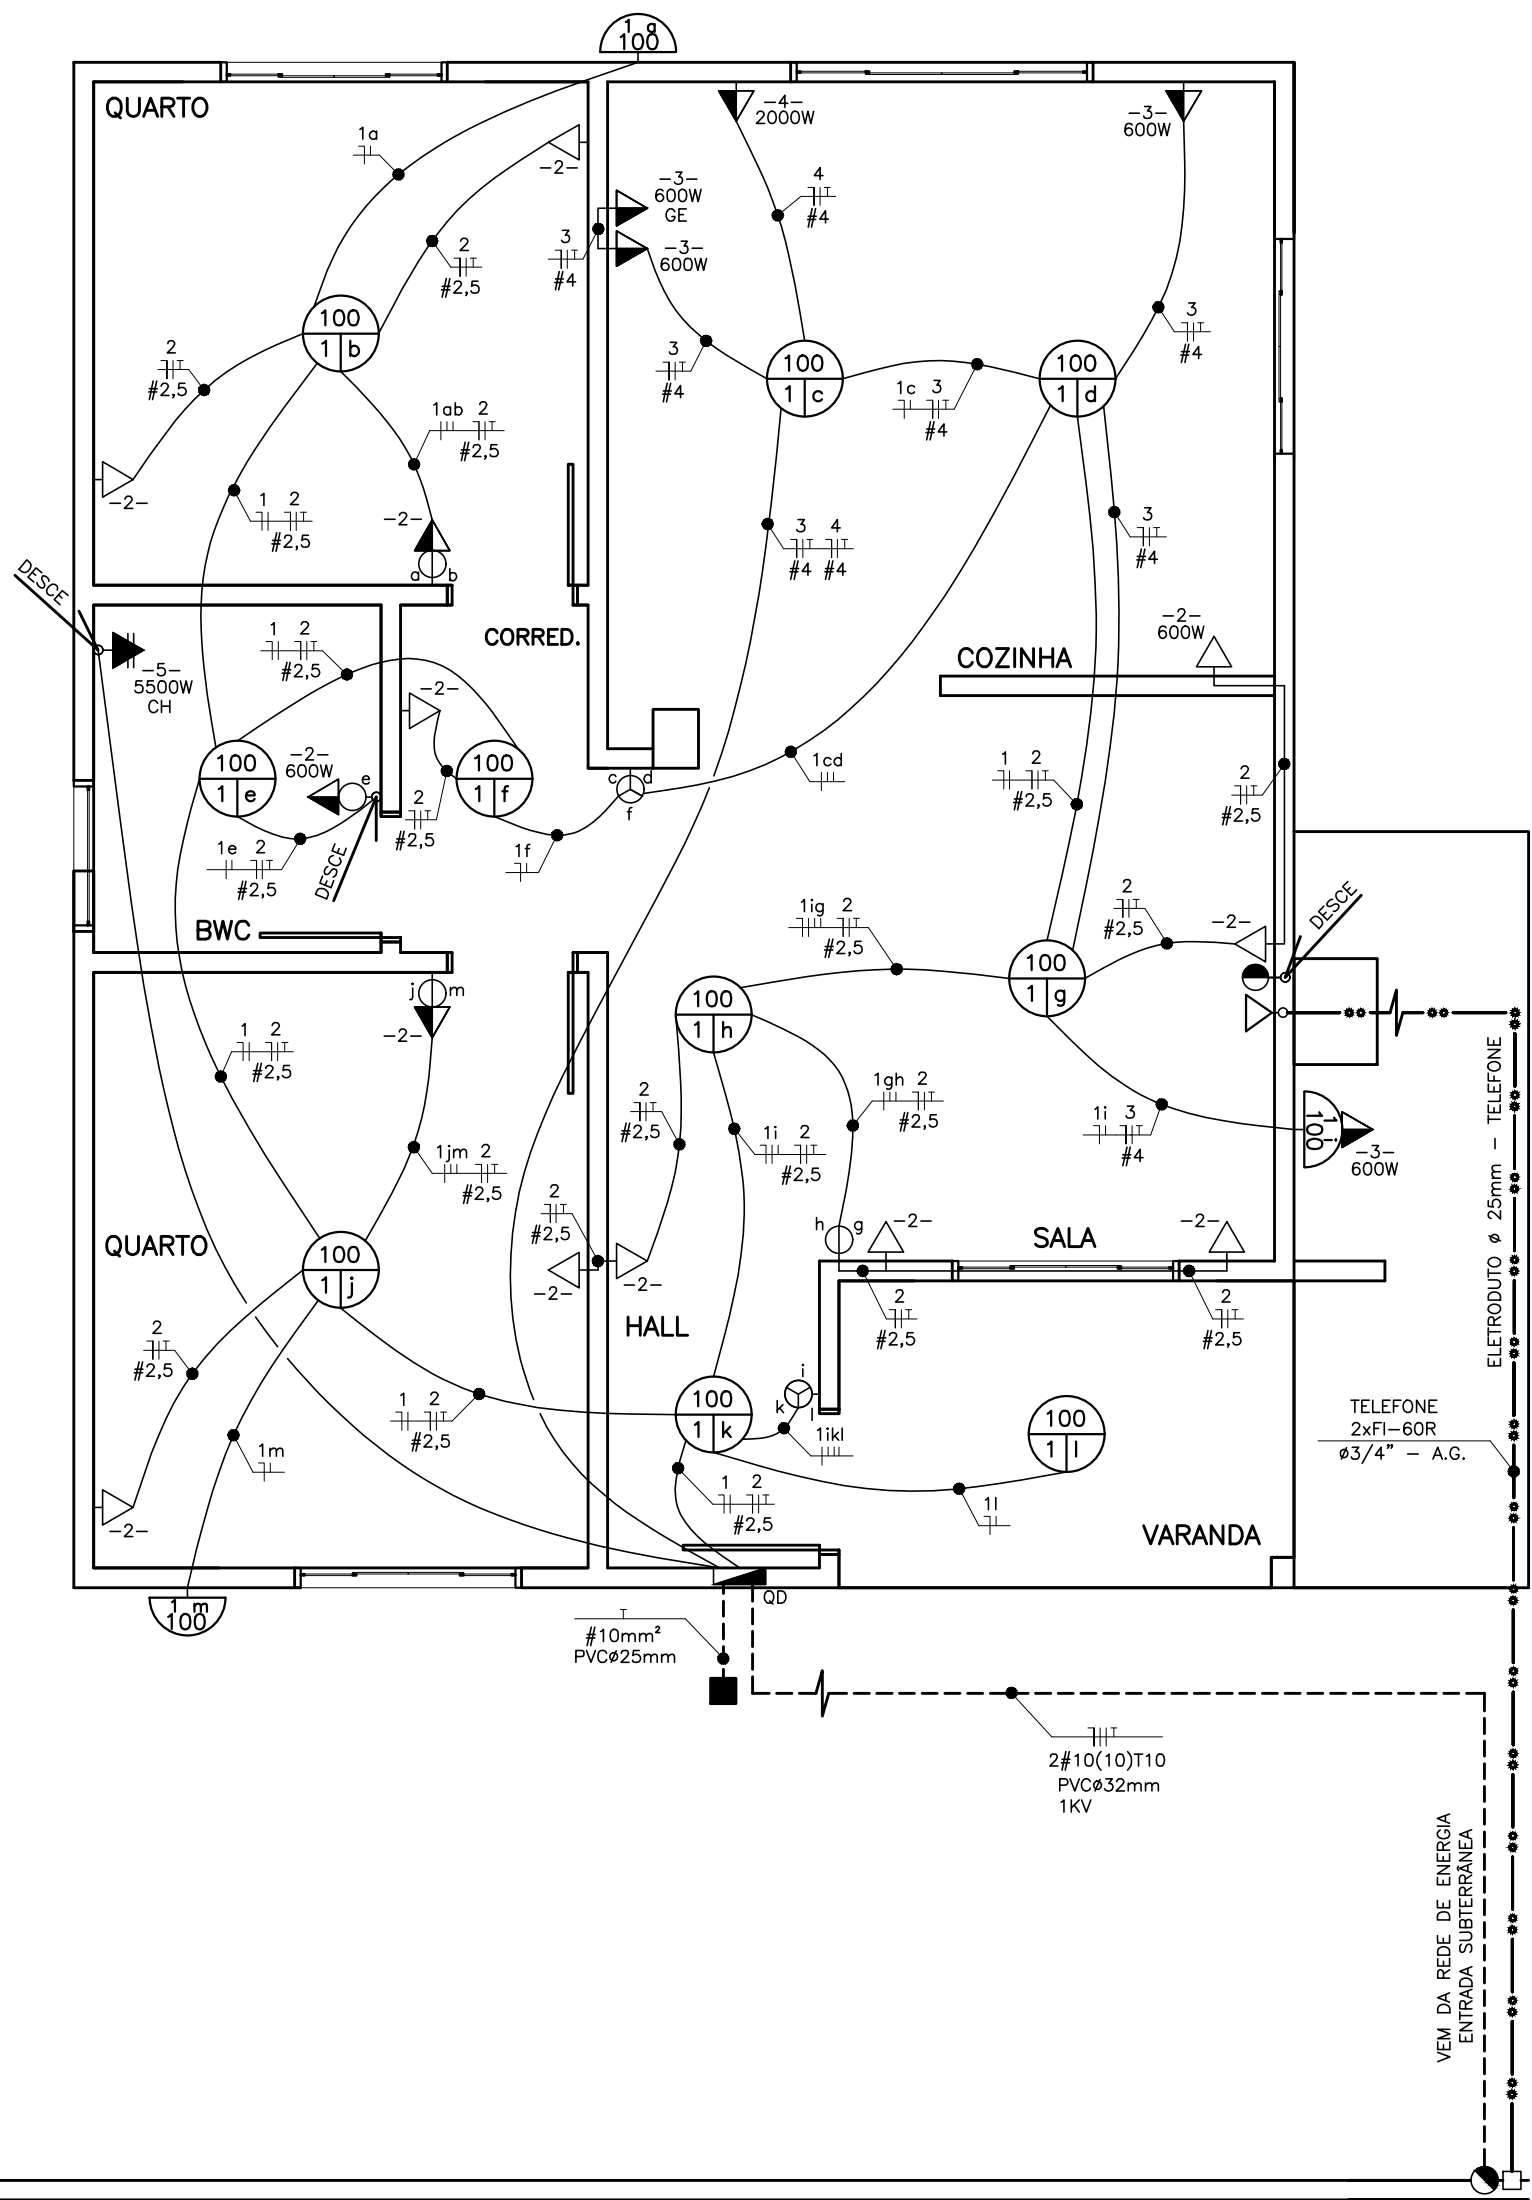 1 a
100
QUARTO
1a
-2-
-4-
2000W
-3-
600W
-3-
600W
GE
4
#4
2
#2,5
3
#4
-3-
600W
100
1 b
3
#4
2
#2,5
3
#4
100
1 c
1c 3
#4
100
1 d
1ab 2
#2,5
-2-
1 2
#2,5
-2-
a b
3 4
#4 #4
3
#4
DESCE
1 2
#2,5
CORRED.
-2-
600W
COZINHA
-5-
5500W
CH
-2-
100
1 e
-2-
600W
e
100
1 f
c d
f
1cd
1 2
#2,5
2
#2,5
2
#2,5
1e 2
#2,5
DESCE
1f
BWC
1ig 2
#2,5
2
#2,5
-2-
DESCE
j m
-2-
100
1 h
100
1 g
1 2
#2,5
2
#2,5
1gh 2
#2,5
1i 2
#2,5
1i 3
#4
1 i
100
-3-
600W
ELETRODUTO ø 25mm - TELEFONE
1jm 2
#2,5
2
#2,5
h g
-2-
-2-
SALA
QUARTO
100
1 j
-2-
-2-
HALL
2
#2,5
2
#2,5
2
#2,5
1 2
#2,5
100
1 k
i
k l
1ikl
100
1 l
TELEFONE
2xFI-60R
ø3/4" - A.G.
1m
-2-
1 2
#2,5
1l
VARANDA
1 m
100
QD
#10mm²
PVCø25mm
2#10(10)T10
PVCø32mm
1KV
VEM DA REDE DE ENERGIA
ENTRADA SUBTERRÂNEA